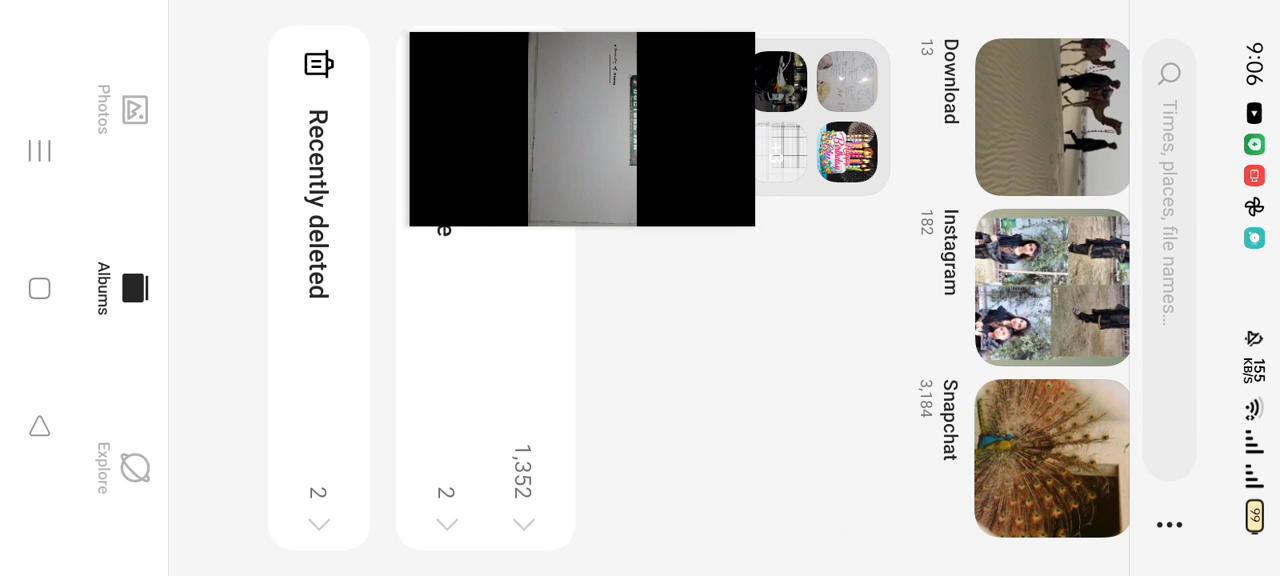 9:06
155
KB/S
99
Times, places, file names...
Download
13
Instagram
182
Snapchat
3,184
+3
1,352
e
2
Recently deleted
2
Photos
Albums
Explore